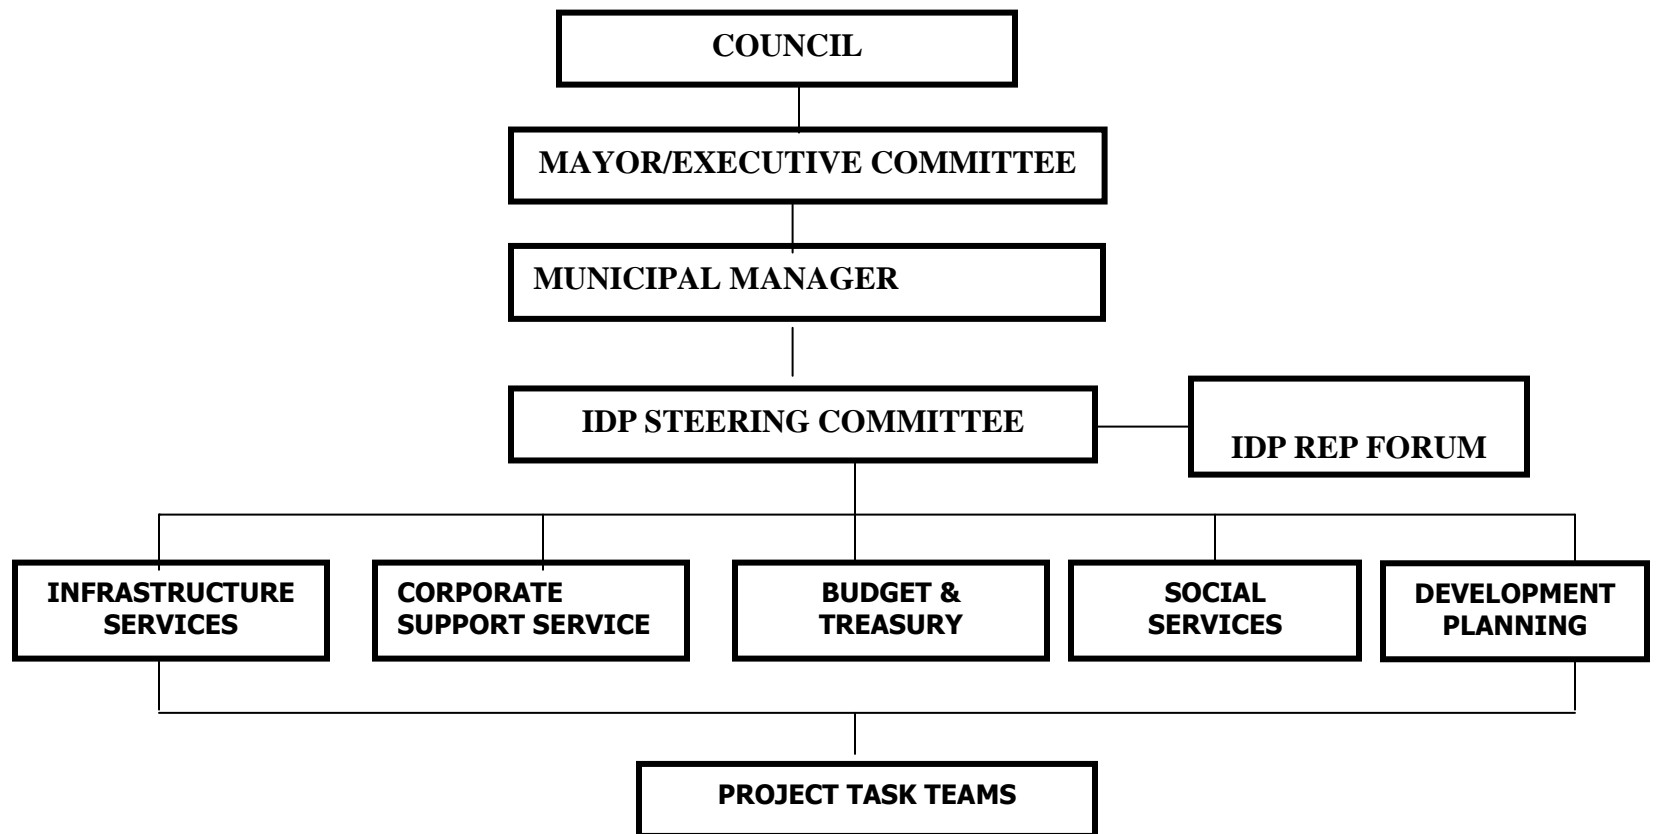 COUNCIL
MAYOR/EXECUTIVE COMMITTEE
MUNICIPAL MANAGER
IDP STEERING COMMITTEE
IDP REP FORUM
INFRASTRUCTURE
SERVICES
CORPORATE
SUPPORT SERVICE
BUDGET &
TREASURY
SOCIAL
SERVICES
DEVELOPMENT
PLANNING
PROJECT TASK TEAMS